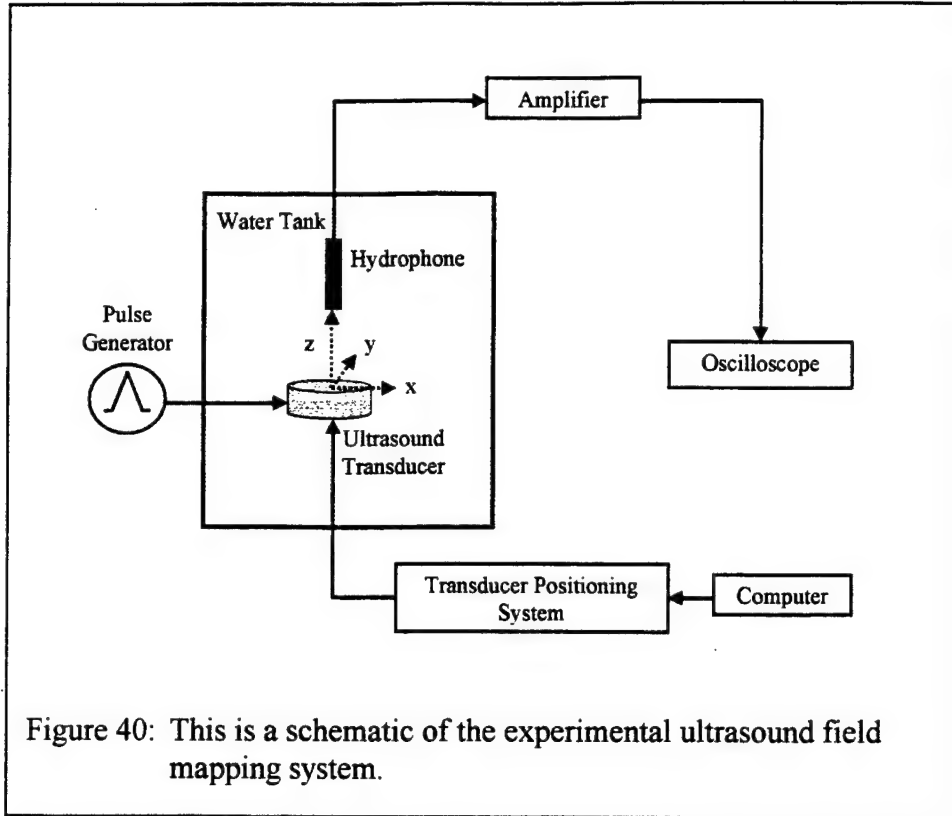 Amplifier
Water Tank
Hydrophone
Pulse
Generator
z
y
x
Oscilloscope
Ultrasound
Transducer
Transducer Positioning
System
Computer
Figure 40: This is a schematic of the experimental ultrasound field
mapping system.